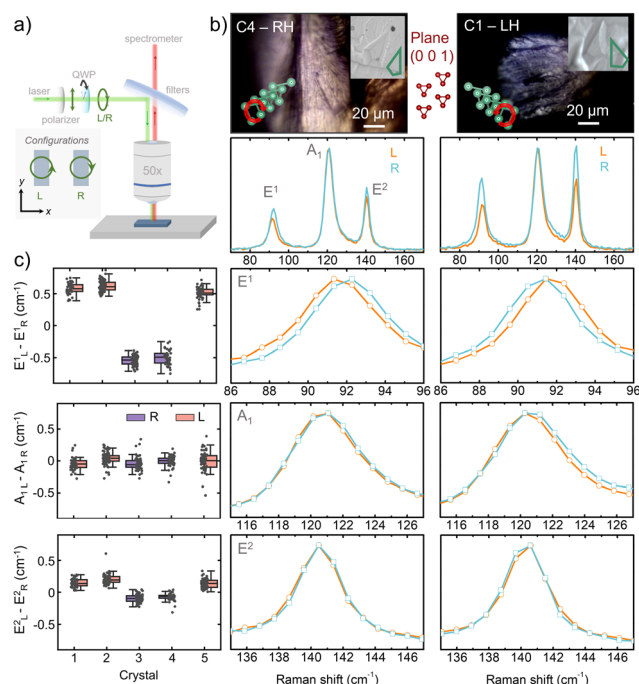 a)
spectrometer
QWP
laser
filters
polarizer
L/R
Configurations
50x
y
L
R
x
b)
C4 – RH
20 μm
Plane
(0 0 1)
C1 – LH
20 μm
A1
E1
E2
L
R
L
R
80 100 120 140 160
80 100 120 140 160
c)
E1L - E1R (cm-1)
0.5
0
-0.5
E1
86 88 90 92 94 96
86 88 90 92 94 96
A1L - A1R (cm-1)
0.5
0
-0.5
R
L
A1
116 118 120 122 124 126
116 118 120 122 124 126
E2L - E2R (cm-1)
0.5
0
-0.5
E2
1 2 3 4 5
136 138 140 142 144 146
136 138 140 142 144 146
Crystal
Raman shift (cm-1)
Raman shift (cm-1)